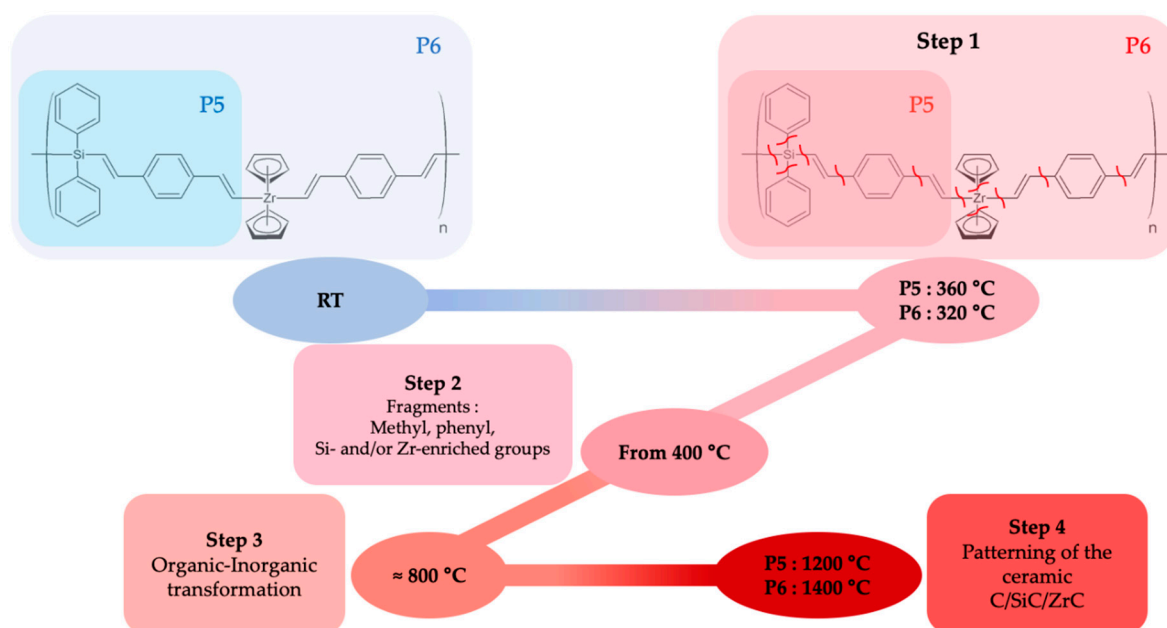 P6
P5
Si
Zr
n
Step 1
P6
P5
Si
Zr
n
RT
P5 : 360 °C
P6 : 320 °C
Step 2
Fragments :
Methyl, phenyl,
Si- and/or Zr-enriched groups
From 400 °C
Step 3
Organic-Inorganic
transformation
≈ 800 °C
P5 : 1200 °C
P6 : 1400 °C
Step 4
Patterning of the
ceramic
C/SiC/ZrC